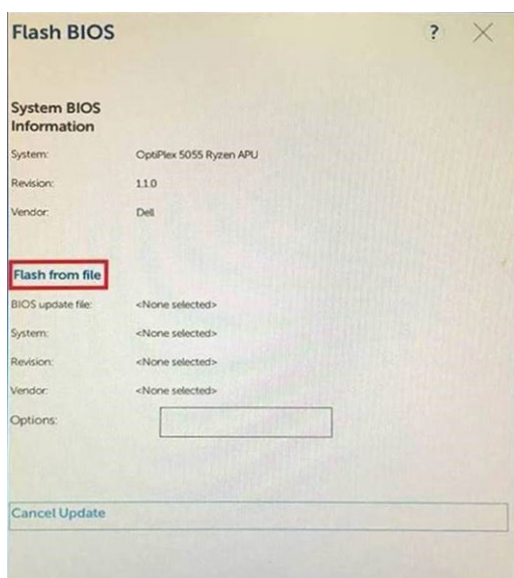 Flash BIOS ?
System BIOS
Information
System: OptiPlex 5055 Ryzen APU
Revision: 1.1.0
Vendor: Dell
Flash from file
BIOS update file: <None selected>
System: <None selected>
Revision: <None selected>
Vendor: <None selected>
Options:
Cancel Update